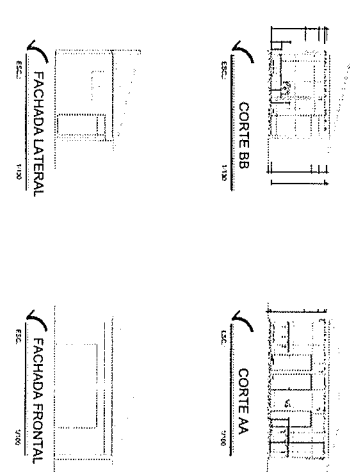 CORTE BB
ESC.: 1/100
FACHADA LATERAL
ESC.: 1/100
CORTE AA
ESC.: 1/100
FACHADA FRONTAL
ESC.: 1/100